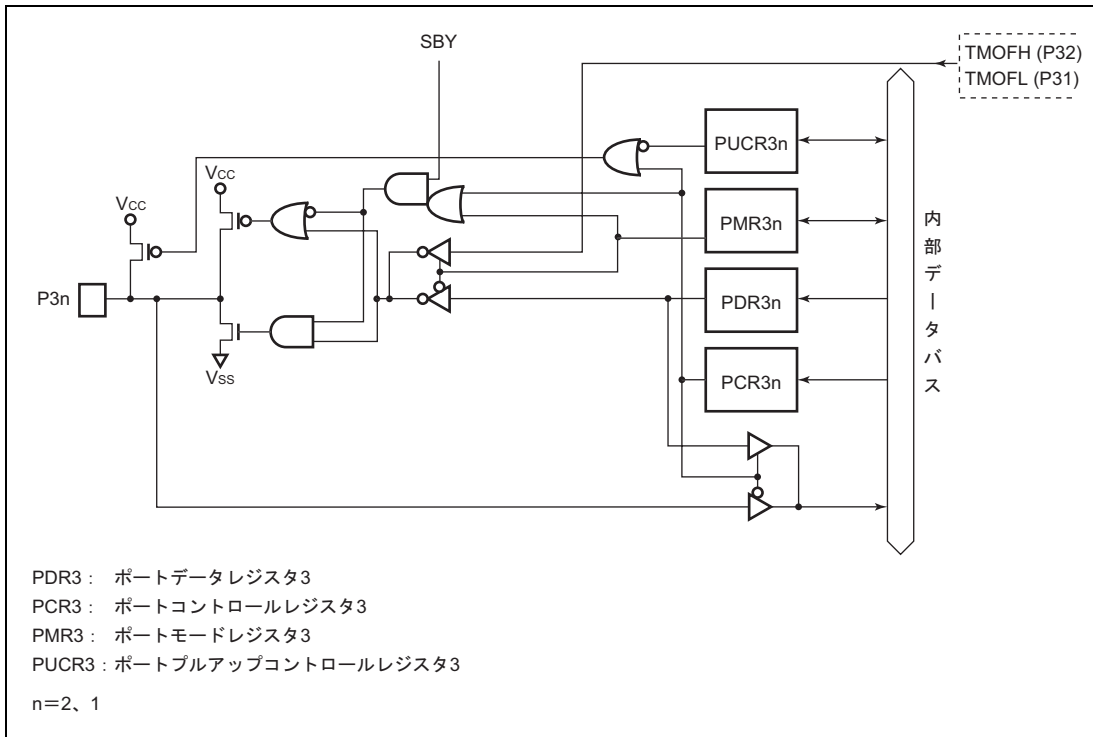 SBY
TMOFH (P32)
TMOFL (P31)
PUCR3n
VCC
VCC
PMR3n
内部データバス
P3n
PDR3n
VSS
PCR3n
PDR3： ポートデータレジスタ3
PCR3： ポートコントロールレジスタ3
PMR3： ポートモードレジスタ3
PUCR3：ポートプルアップコントロールレジスタ3
n＝2、1